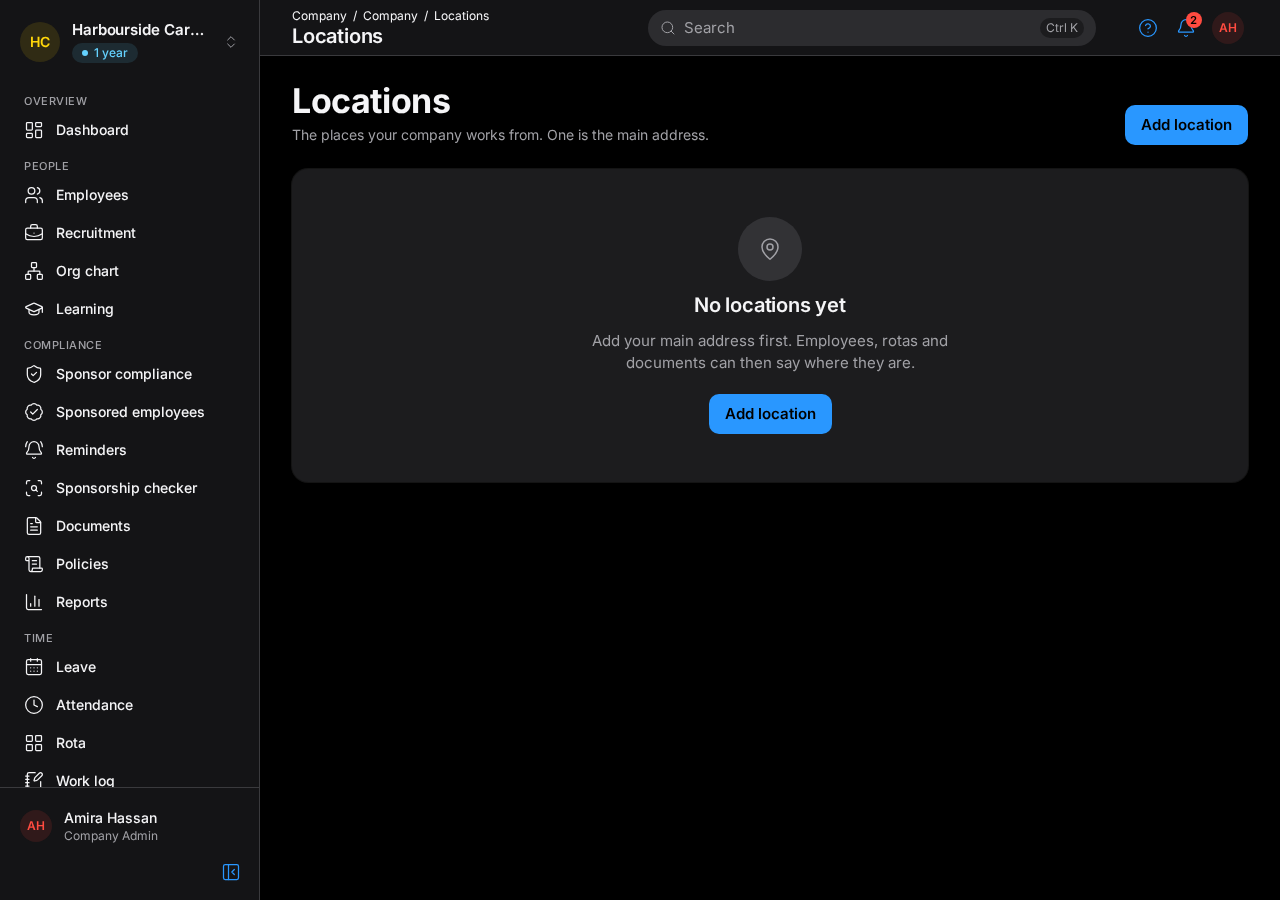 HC
Harbourside Car...
1 year
OVERVIEW
Dashboard
PEOPLE
Employees
Recruitment
Org chart
Learning
COMPLIANCE
Sponsor compliance
Sponsored employees
Reminders
Sponsorship checker
Documents
Policies
Reports
TIME
Leave
Attendance
Rota
Work log
AH
Amira Hassan
Company Admin
Company / Company / Locations
Locations
Search
Ctrl K
2
AH
Locations
The places your company works from. One is the main address.
Add location
No locations yet
Add your main address first. Employees, rotas and
documents can then say where they are.
Add location